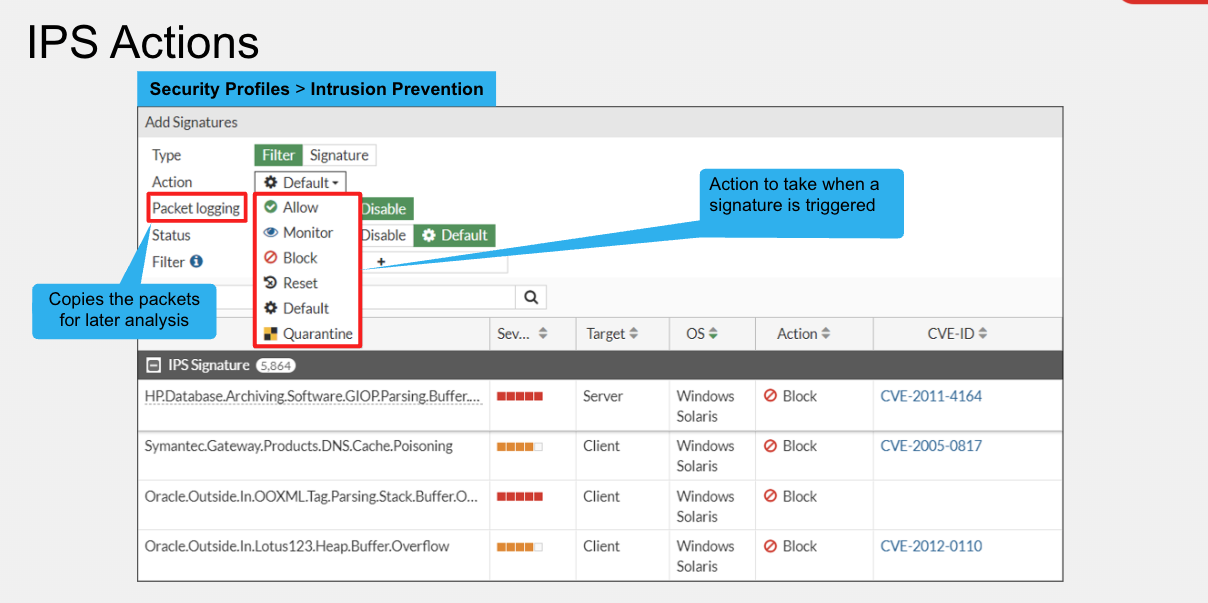 IPS Actions
Security Profiles > Intrusion Prevention
Add Signatures
Type Filter Signature
Action Default
Packet logging Disable
Status Disable Default
Filter +
Allow
Monitor
Block
Reset
Default
Quarantine
Action to take when a
signature is triggered
Copies the packets
for later analysis
Sev... Target OS Action CVE-ID
IPS Signature 5,864
HP.Database.Archiving.Software.GIOP.Parsing.Buffer.... Server Windows Block CVE-2011-4164
Solaris
Symantec.Gateway.Products.DNS.Cache.Poisoning Client Windows Block CVE-2005-0817
Solaris
Oracle.Outside.In.OOXML.Tag.Parsing.Stack.Buffer.O... Client Windows Block
Solaris
Oracle.Outside.In.Lotus123.Heap.Buffer.Overflow Client Windows Block CVE-2012-0110
Solaris